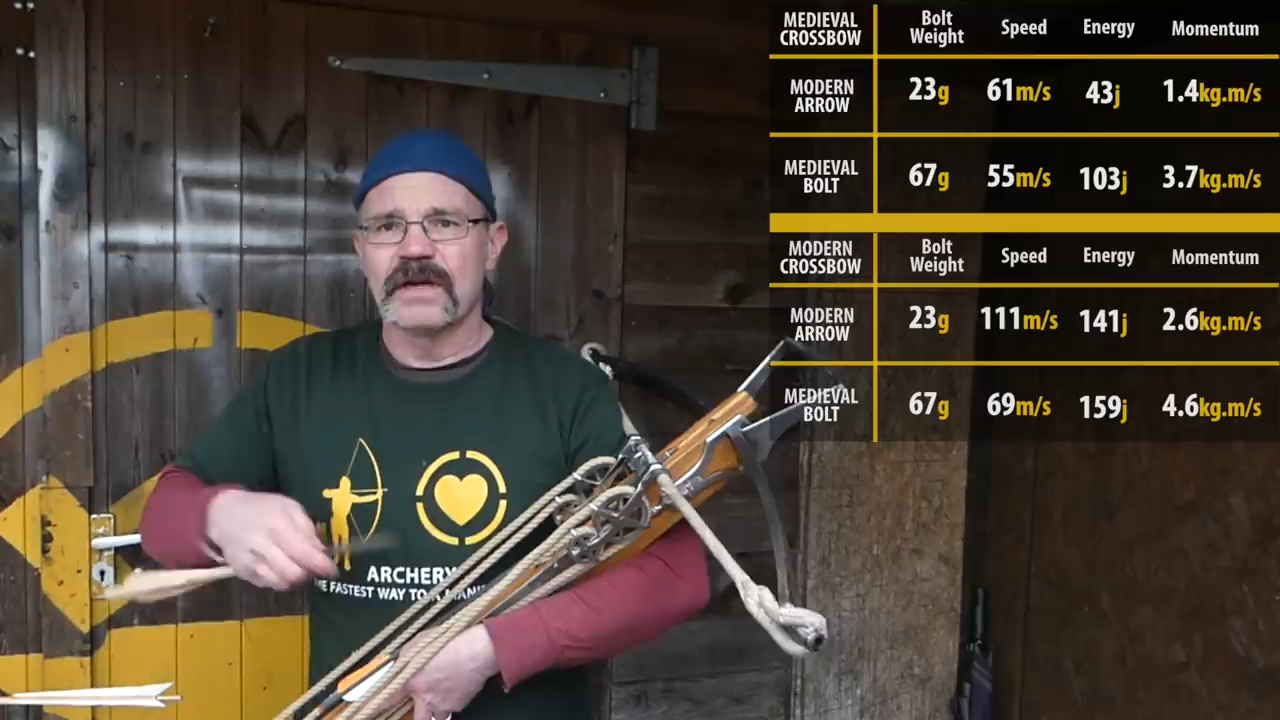 MEDIEVAL CROSSBOW Bolt Weight Speed Energy Momentum
MODERN ARROW 23g 61m/s 43j 1.4kg.m/s
MEDIEVAL BOLT 67g 55m/s 103j 3.7kg.m/s
MODERN CROSSBOW Bolt Weight Speed Energy Momentum
MODERN ARROW 23g 111m/s 141j 2.6kg.m/s
MEDIEVAL BOLT 67g 69m/s 159j 4.6kg.m/s
ARCHERY
FASTEST WAY TO